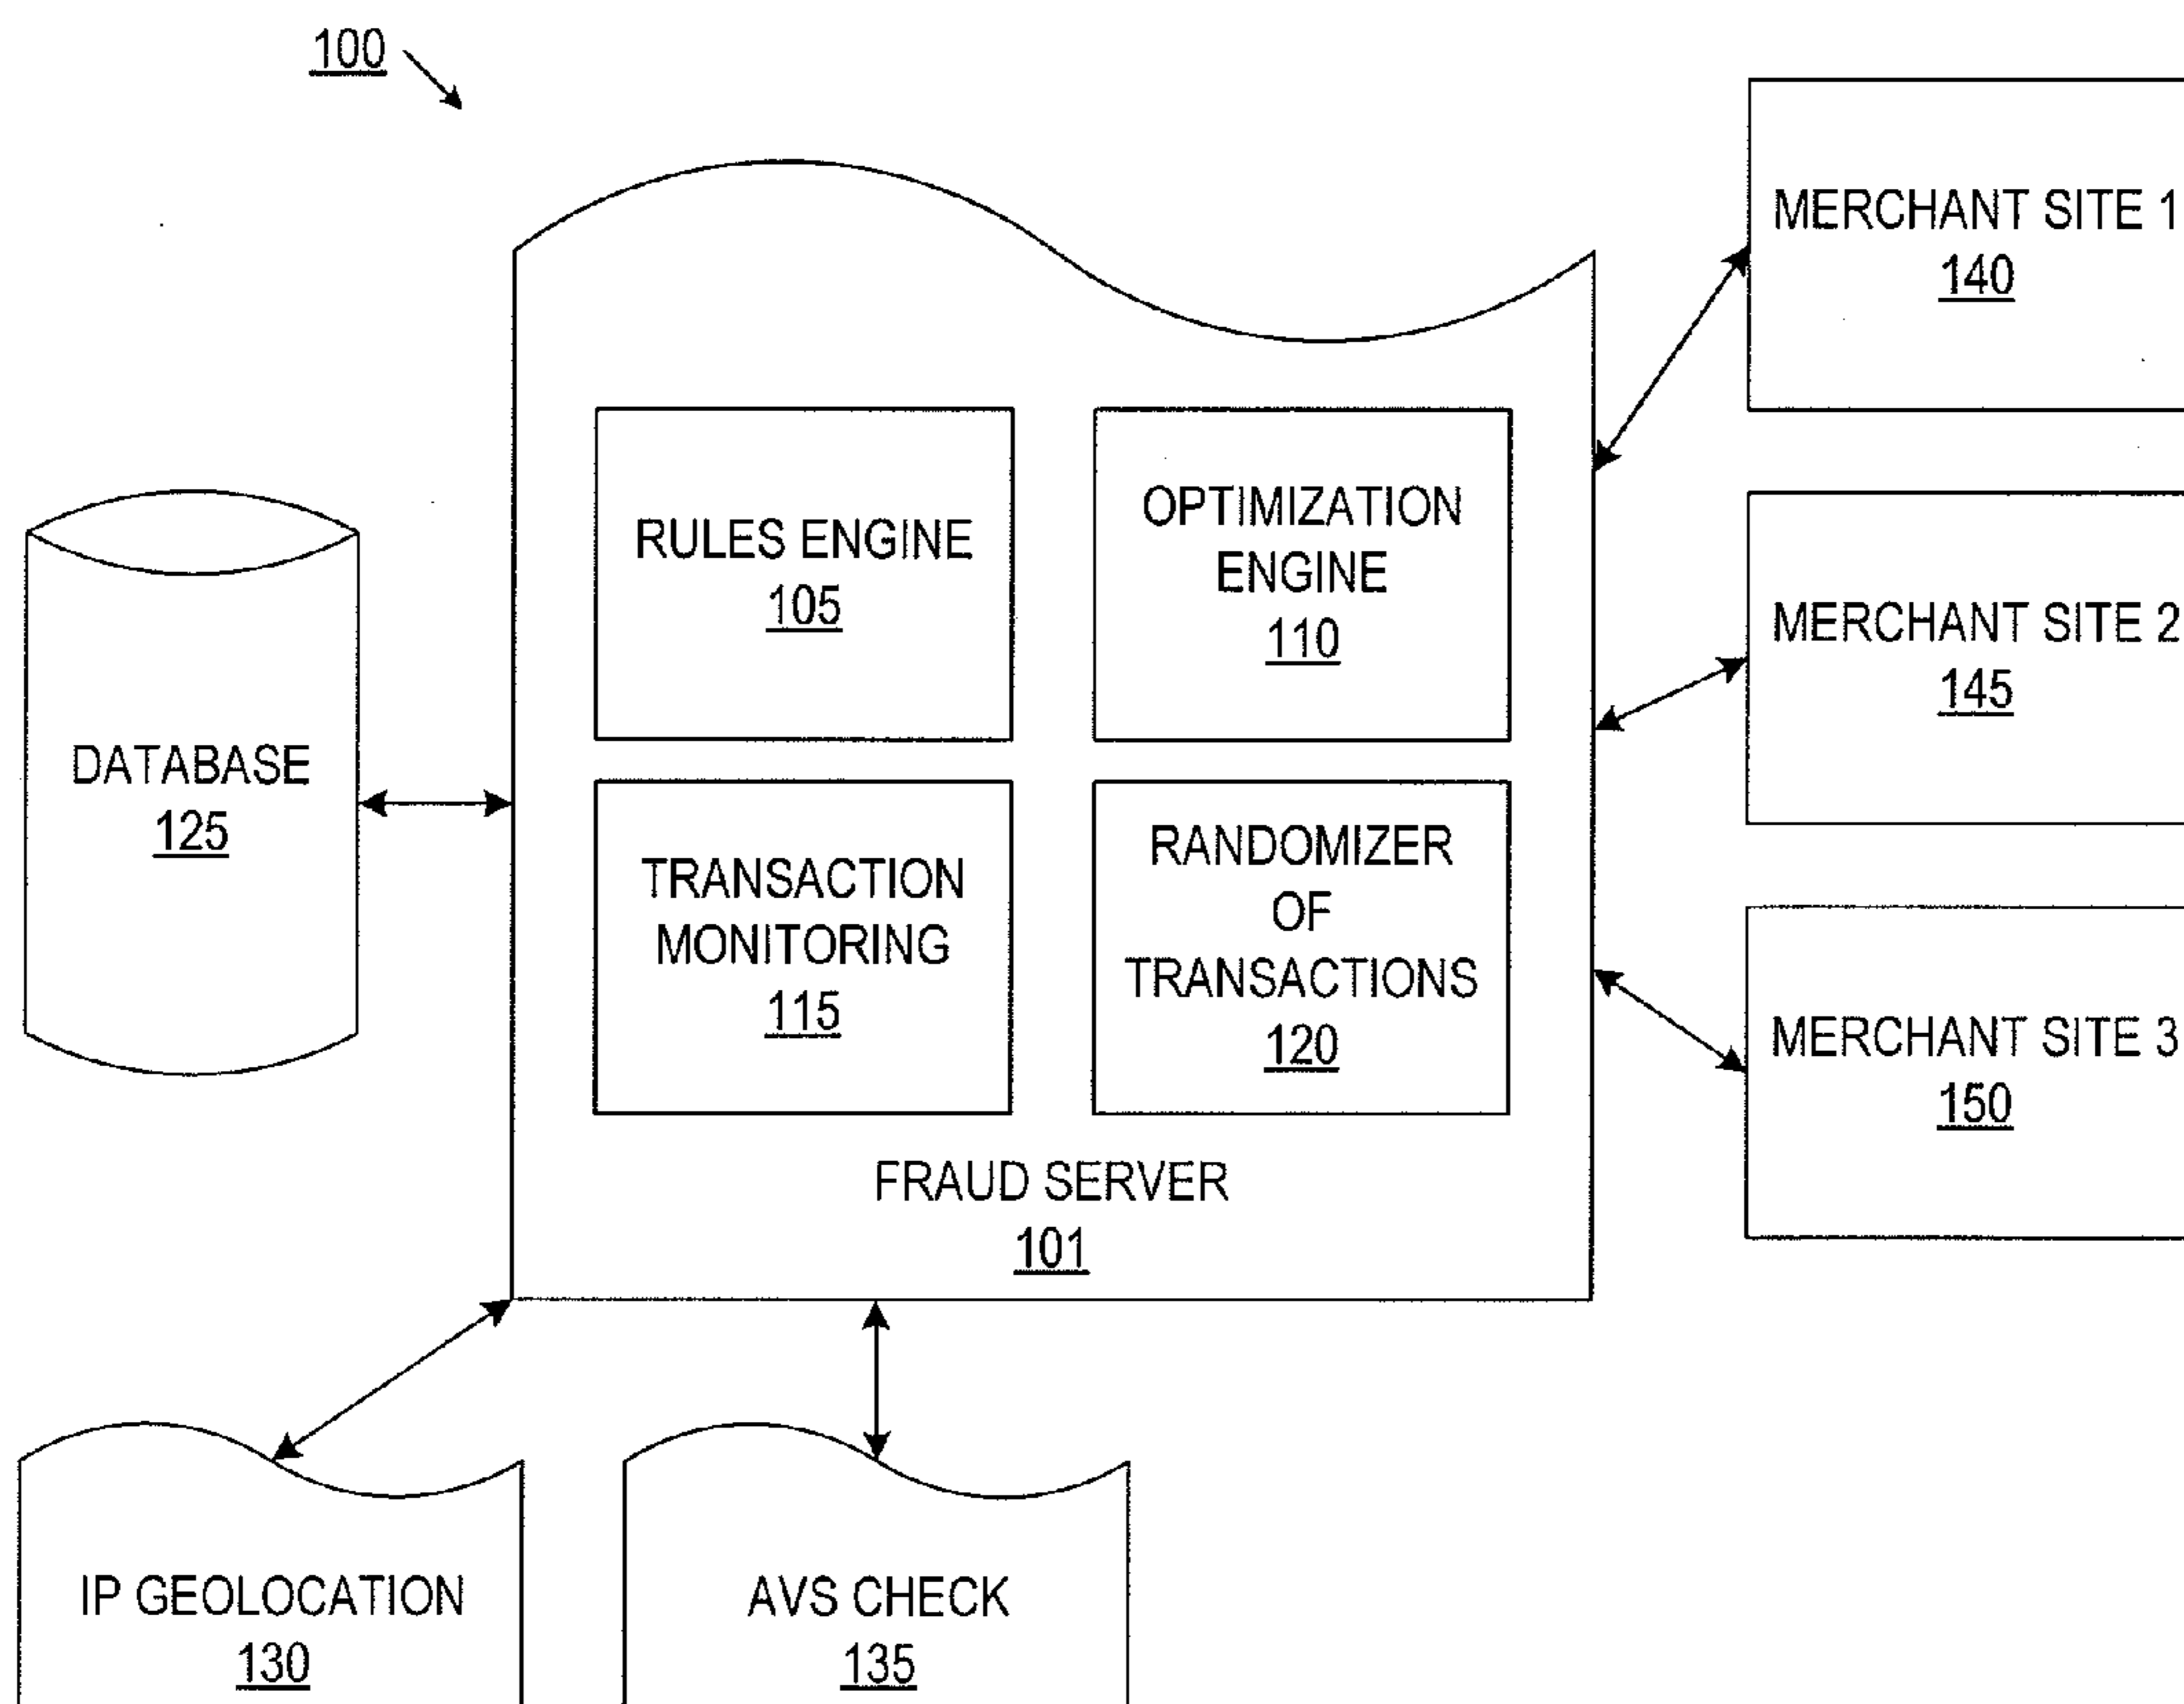 100
MERCHANT SITE 1
140
RULES ENGINE
105
OPTIMIZATION
ENGINE
110
MERCHANT SITE 2
145
DATABASE
125
TRANSACTION
MONITORING
115
RANDOMIZER
OF
TRANSACTIONS
120
MERCHANT SITE 3
150
FRAUD SERVER
101
IP GEOLOCATION
130
AVS CHECK
135